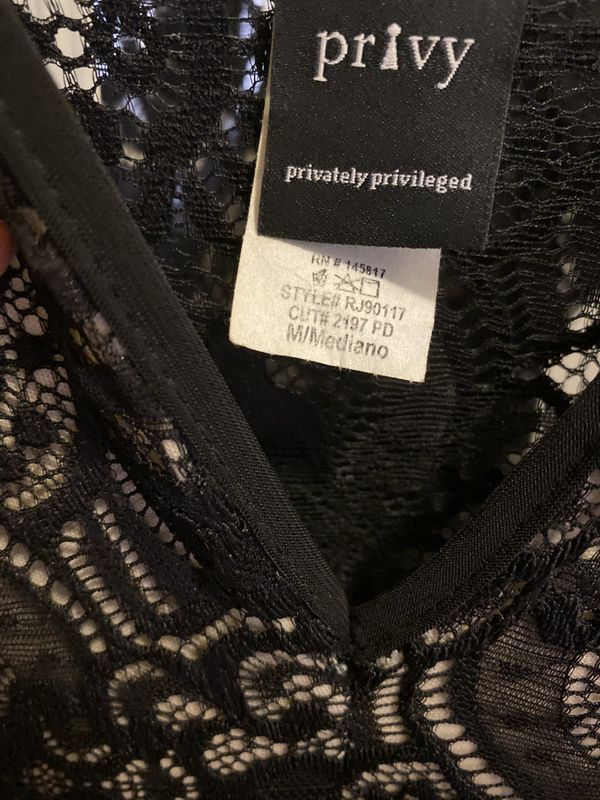 privy
privately privileged
RN # 145817
STYLE# RJ90117
CUT# 2197 PD
M/Mediano